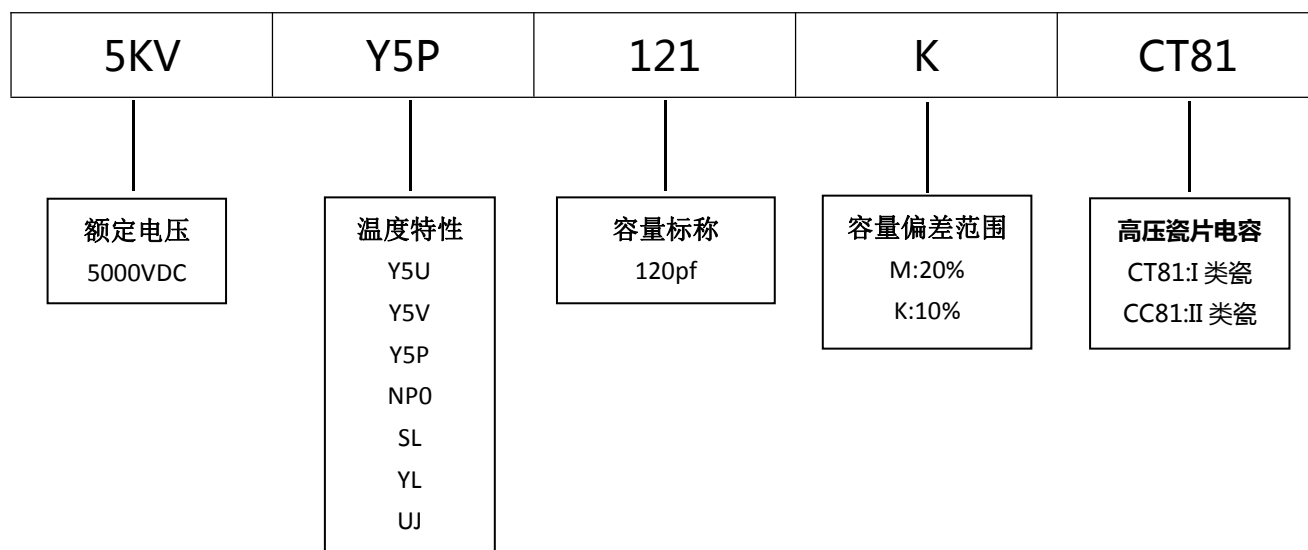 5KV Y5P 121 K CT81
额定电压
5000VDC
温度特性
Y5U
Y5V
Y5P
NP0
SL
YL
UJ
容量标称
120pf
容量偏差范围
M:20%
K:10%
高压瓷片电容
CT81:I 类瓷
CC81:II 类瓷